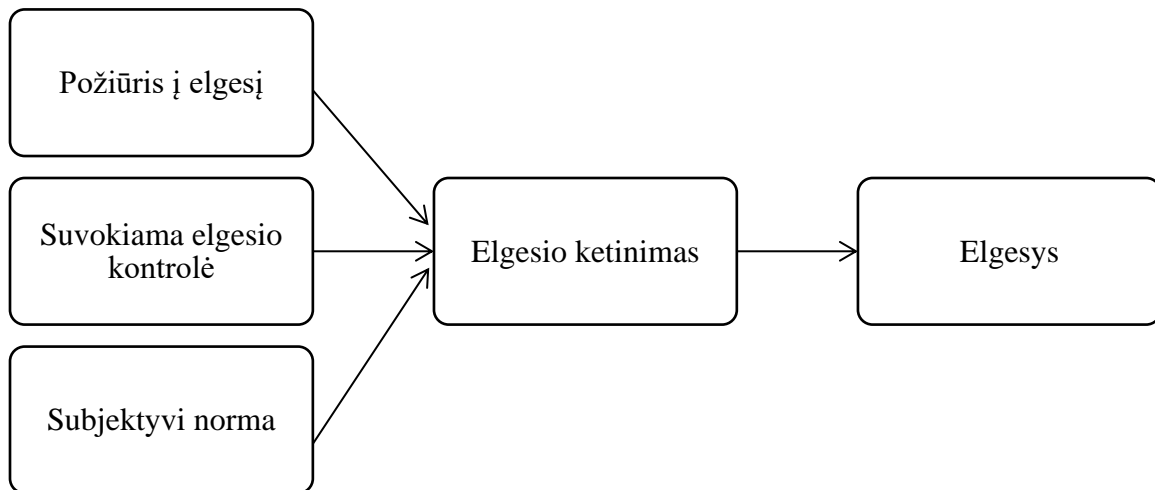 Požiūris į elgesį
Suvokiama elgesio
kontrolė
Subjektyvi norma
Elgesio ketinimas
Elgesys